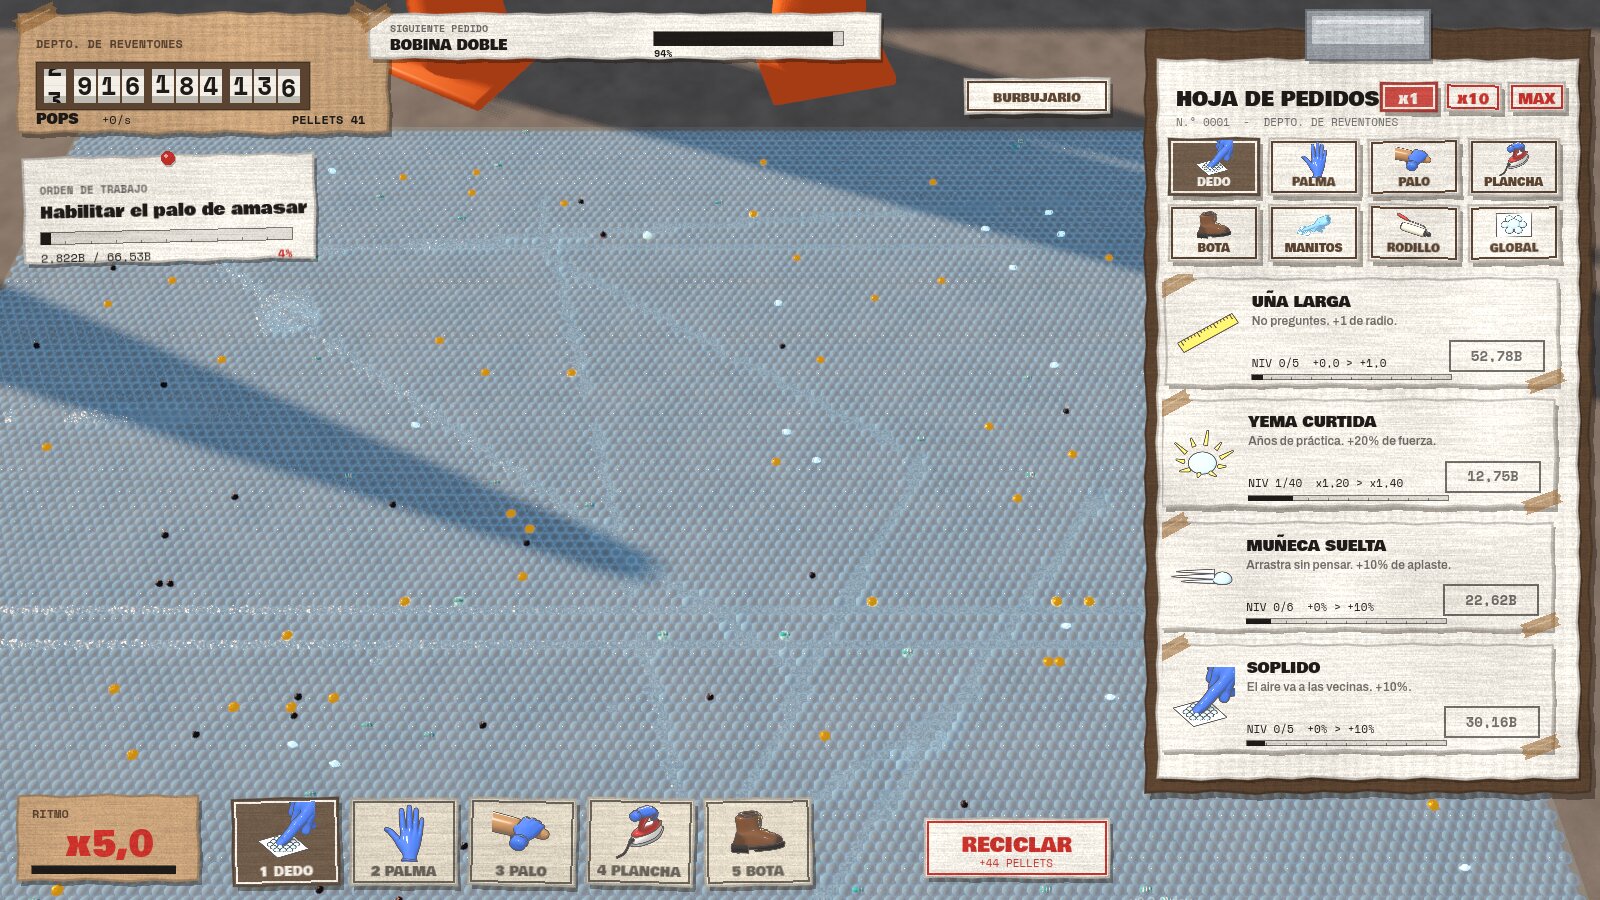 DEPTO. DE REVENTONES
916 184 136
POPS +0/s PELLETS 41
SIGUIENTE PEDIDO
BOBINA DOBLE
94%
BURBUJARIO
ORDEN DE TRABAJO
Habilitar el palo de amasar
2,822B / 66,53B 4%
HOJA DE PEDIDOS x1 x10 MAX
N.° 0001 - DEPTO. DE REVENTONES
DEDO PALMA PALO PLANCHA
BOTA MANITOS RODILLO GLOBAL
UÑA LARGA
No preguntes. +1 de radio.
NIV 0/5 +0,0 > +1,0
52,78B
YEMA CURTIDA
Años de práctica. +20% de fuerza.
NIV 1/40 x1,20 > x1,40
12,75B
MUÑECA SUELTA
Arrastra sin pensar. +10% de aplaste.
NIV 0/6 +0% > +10%
22,62B
SOPLIDO
El aire va a las vecinas. +10%.
NIV 0/5 +0% > +10%
30,16B
RITMO
x5,0
1 DEDO 2 PALMA 3 PALO 4 PLANCHA 5 BOTA
RECICLAR
+44 PELLETS